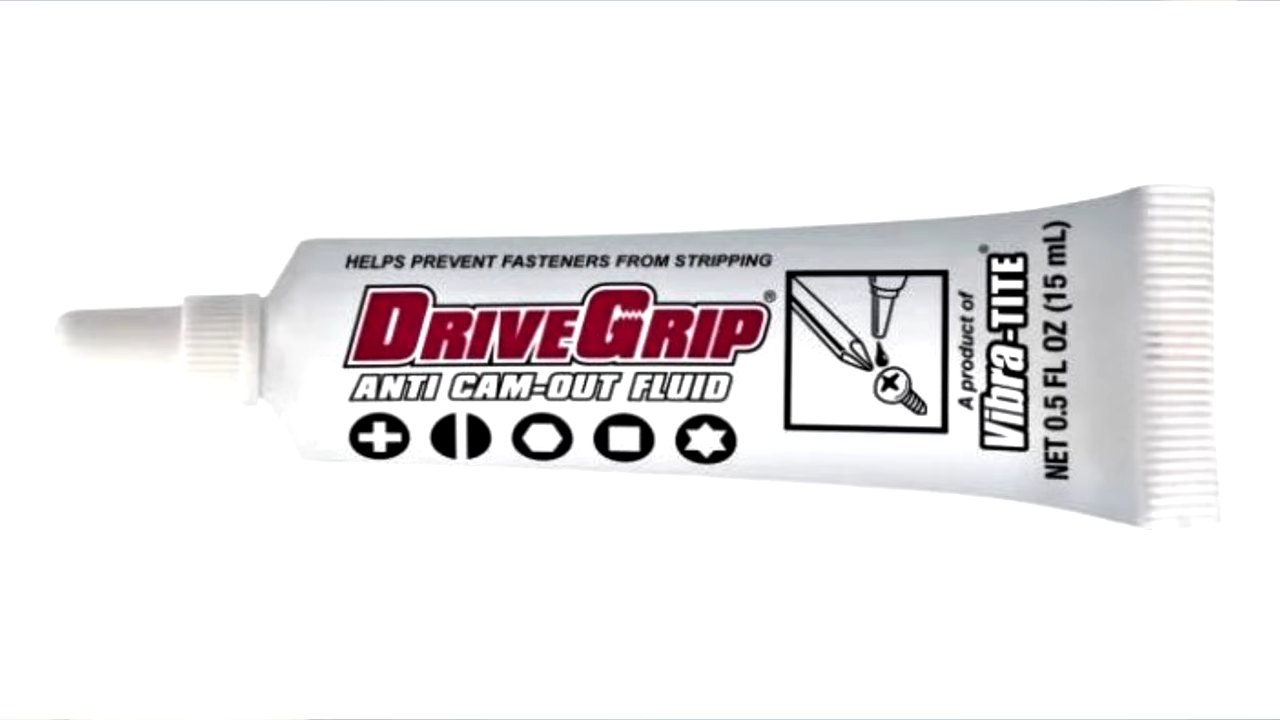 HELPS PREVENT FASTENERS FROM STRIPPING
DRIVEGRIP®
ANTI CAM-OUT FLUID
A product of
Vibra-TITE®
NET 0.5 FL OZ (15 mL)